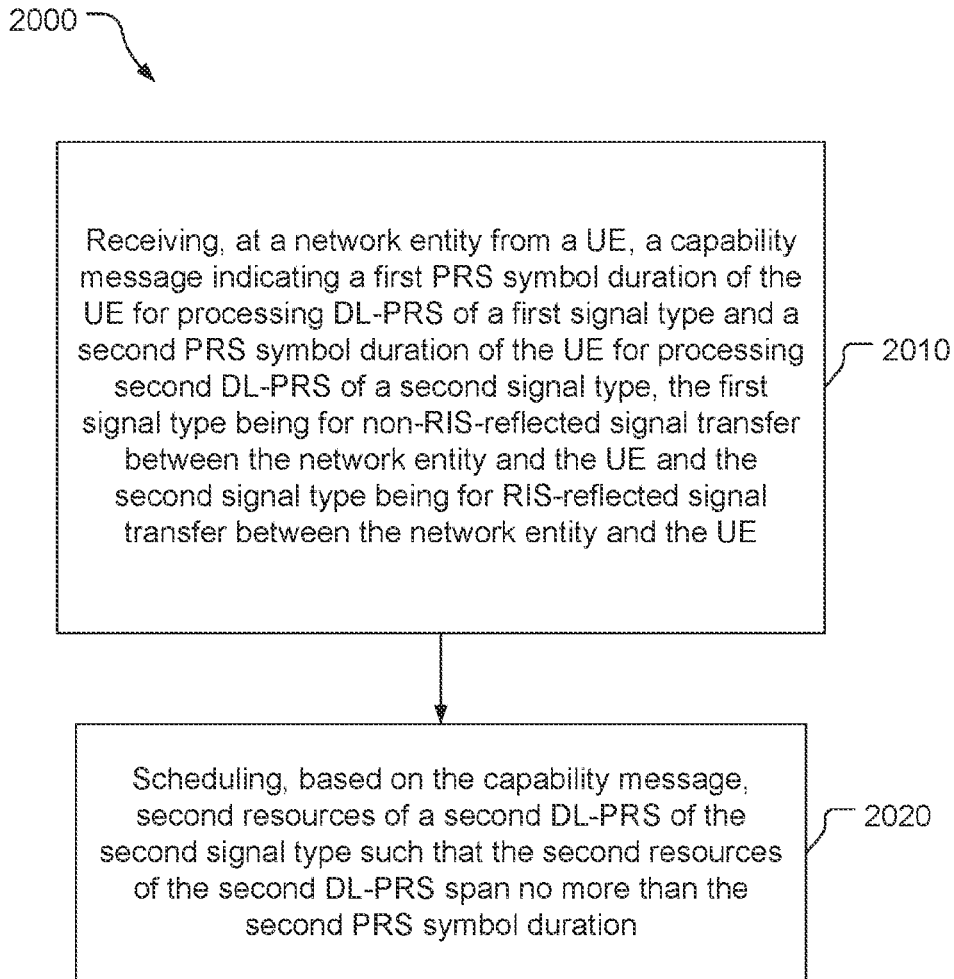 2000
Receiving, at a network entity from a UE, a capability
message indicating a first PRS symbol duration of the
UE for processing DL-PRS of a first signal type and a
second PRS symbol duration of the UE for processing
second DL-PRS of a second signal type, the first
signal type being for non-RIS-reflected signal transfer
between the network entity and the UE and the
second signal type being for RIS-reflected signal
transfer between the network entity and the UE
2010
Scheduling, based on the capability message,
second resources of a second DL-PRS of the
second signal type such that the second resources
of the second DL-PRS span no more than the
second PRS symbol duration
2020